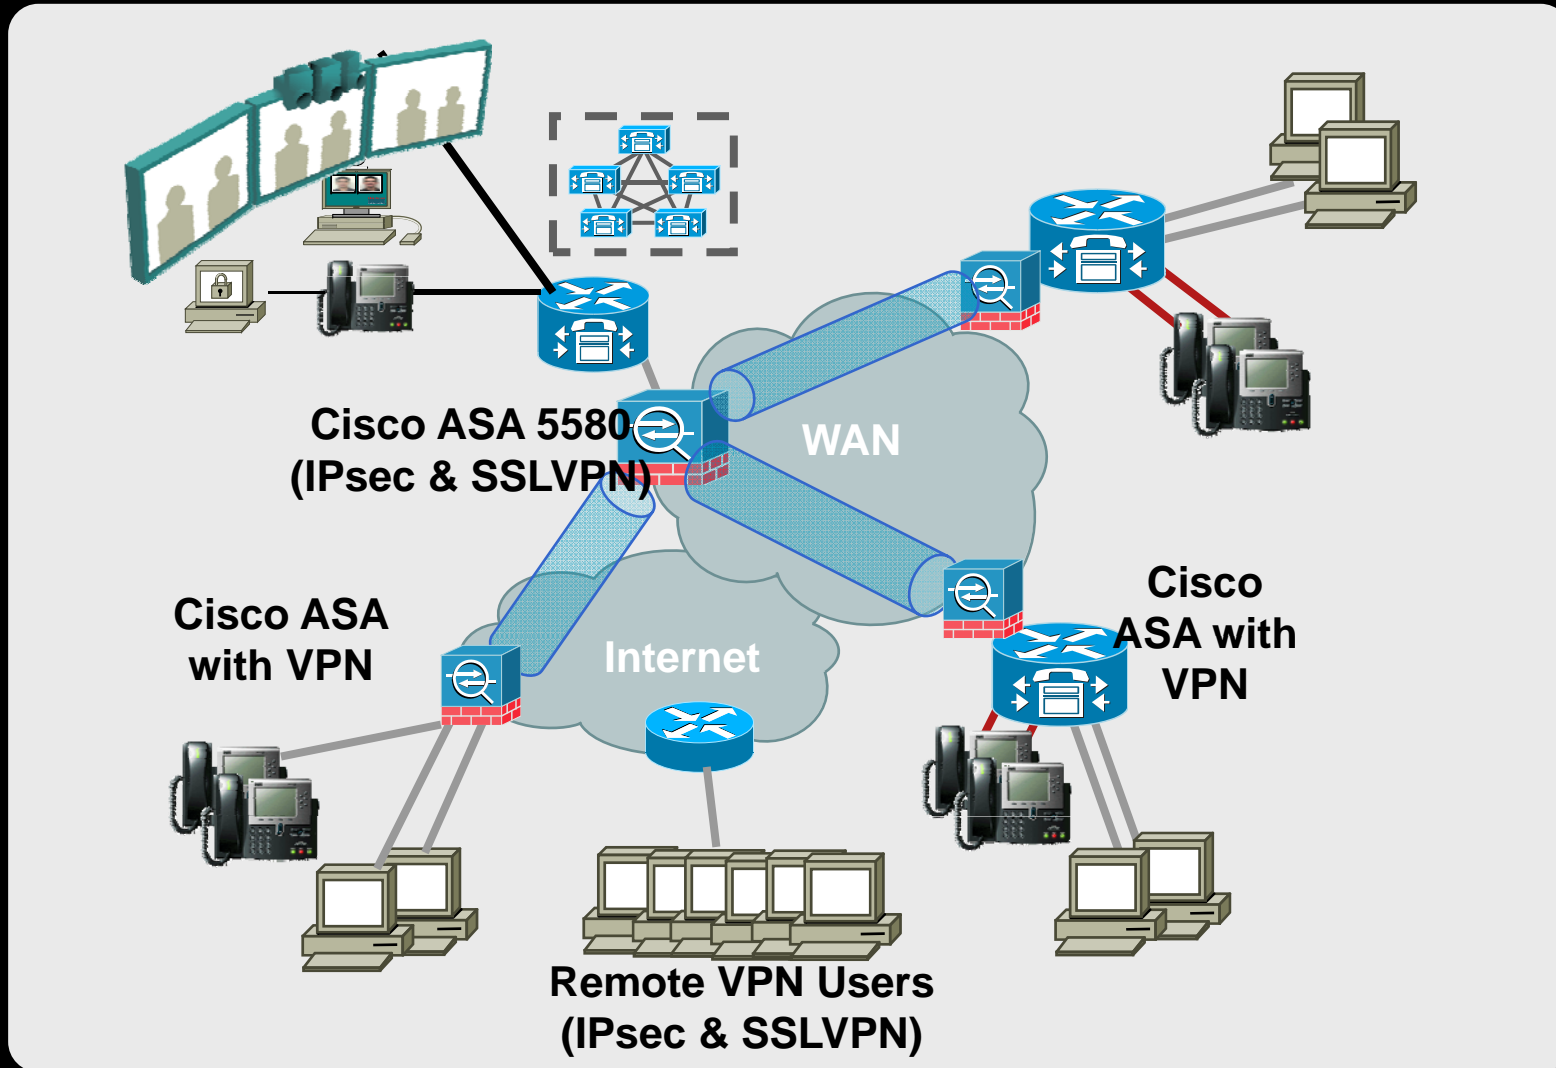 Cisco ASA 5580
(IPsec & SSLVPN)
WAN
Cisco ASA
with VPN
Internet
Cisco
ASA with
VPN
Remote VPN Users
(IPsec & SSLVPN)